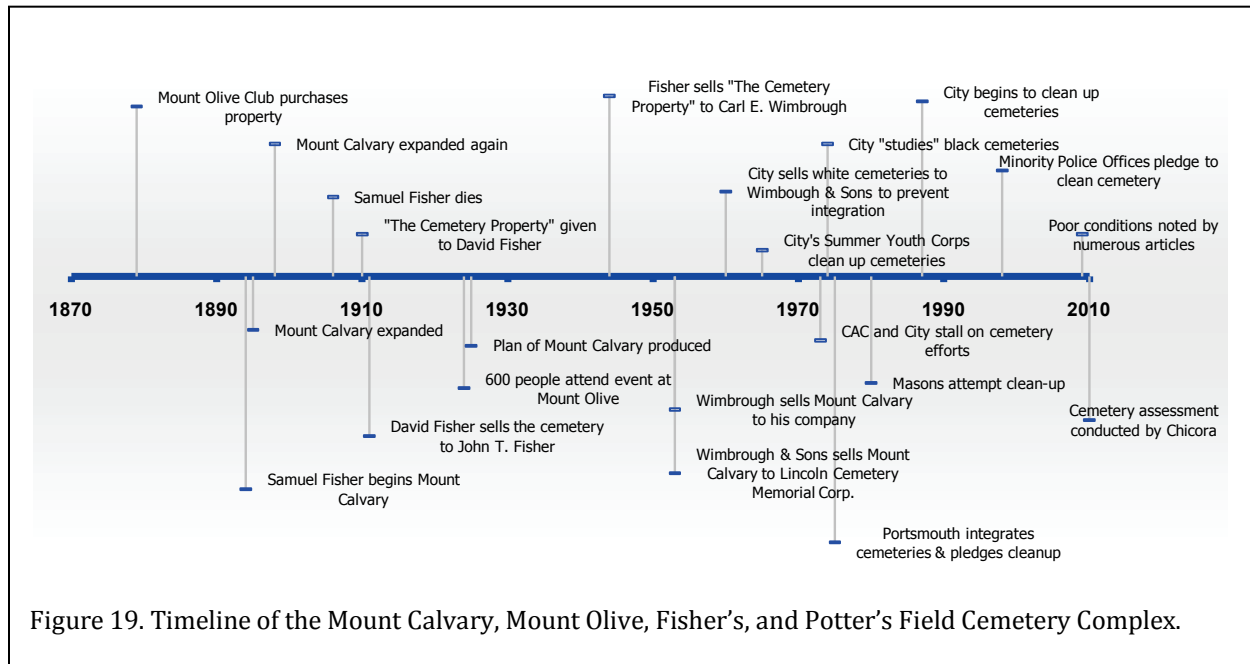 Fisher sells "The Cemetery
Property" to Carl E. Wimbrough
City begins to clean up
cemeteries
Mount Olive Club purchases
property
Mount Calvary expanded again
City "studies" black cemeteries
Minority Police Offices pledge to
clean cemetery
City sells white cemeteries to
Wimbough & Sons to prevent
integration
Samuel Fisher dies
"The Cemetery Property" given
to David Fisher
City's Summer Youth Corps
clean up cemeteries
Poor conditions noted by
numerous articles
1870 1890 1910 1930 1950 1970 1990 2010
Mount Calvary expanded
Plan of Mount Calvary produced
CAC and City stall on cemetery
efforts
600 people attend event at
Mount Olive
Masons attempt clean-up
Wimbrough sells Mount Calvary
to his company
Cemetery assessment
conducted by Chicora
David Fisher sells the cemetery
to John T. Fisher
Wimbrough & Sons sells Mount
Calvary to Lincoln Cemetery
Memorial Corp.
Samuel Fisher begins Mount
Calvary
Portsmouth integrates
cemeteries & pledges cleanup
Figure 19. Timeline of the Mount Calvary, Mount Olive, Fisher’s, and Potter’s Field Cemetery Complex.